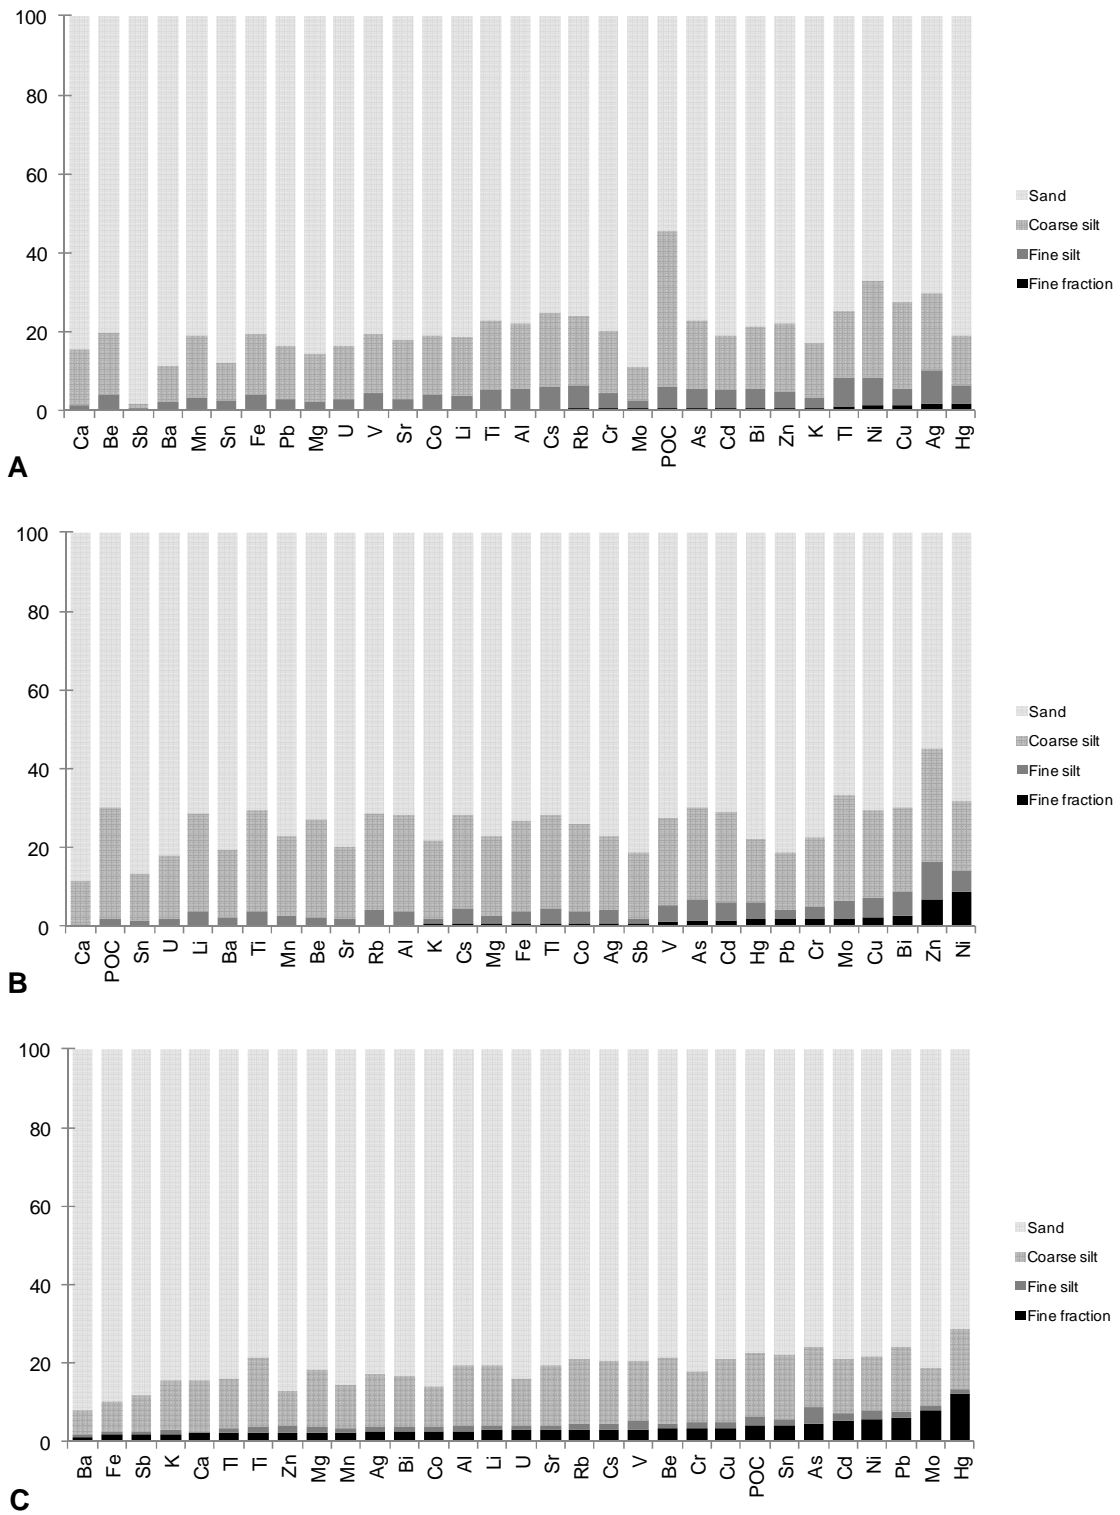 100
80
60
40
20
0
Ca Be Sb Ba Mn Sn Fe Pb Mg U V Sr Co Li Ti Al Cs Rb Cr Mo POC As Cd Bi Zn K Tl Ni Cu Ag Hg
Sand
Coarse silt
Fine silt
Fine fraction
A
100
80
60
40
20
0
Ca POC Sn U Li Ba Ti Mn Be Sr Rb Al K Cs Mg Fe Tl Co Ag Sb V As Cd Hg Pb Cr Mo Cu Bi Zn Ni
Sand
Coarse silt
Fine silt
Fine fraction
B
100
80
60
40
20
0
Ba Fe Sb K Ca Tl Ti Zn Mg Mn Ag Bi Co Al Li U Sr Rb Cs V Be Cr Cu POC Sn As Cd Ni Pb Mo Hg
Sand
Coarse silt
Fine silt
Fine fraction
C